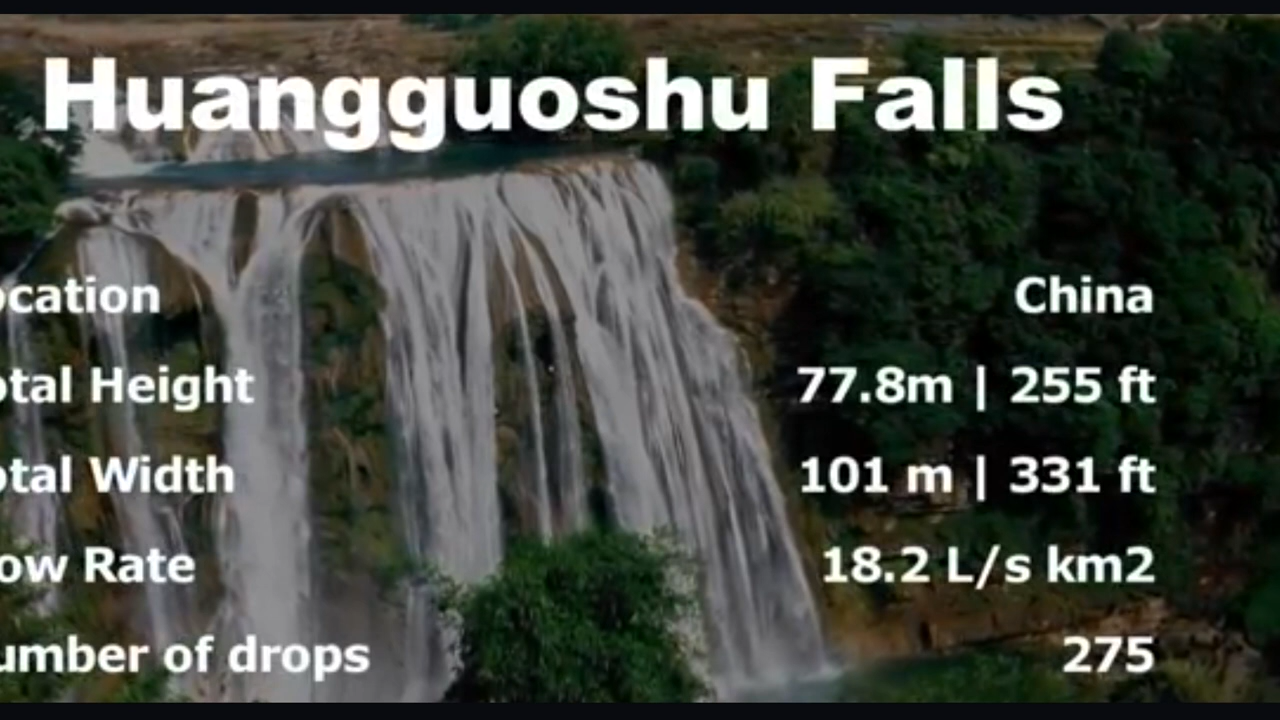 Huangguoshu Falls
ocation China
otal Height 77.8m | 255 ft
otal Width 101 m | 331 ft
ow Rate 18.2 L/s km2
umber of drops 275